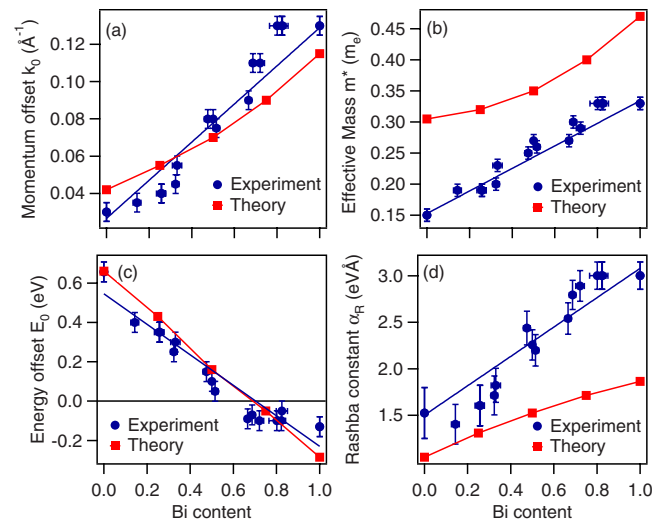 (a)
Momentum offset k0 (Å-1)
0.12
0.10
0.08
0.06
0.04
Experiment
Theory
(b)
Effective Mass m* (me)
0.45
0.40
0.35
0.30
0.25
0.20
0.15
Experiment
Theory
(c)
Energy offset E0 (eV)
0.6
0.4
0.2
0.0
-0.2
Experiment
Theory
0.0 0.2 0.4 0.6 0.8 1.0
Bi content
(d)
Rashba constant αR (eVÅ)
3.0
2.5
2.0
1.5
Experiment
Theory
0.0 0.2 0.4 0.6 0.8 1.0
Bi content